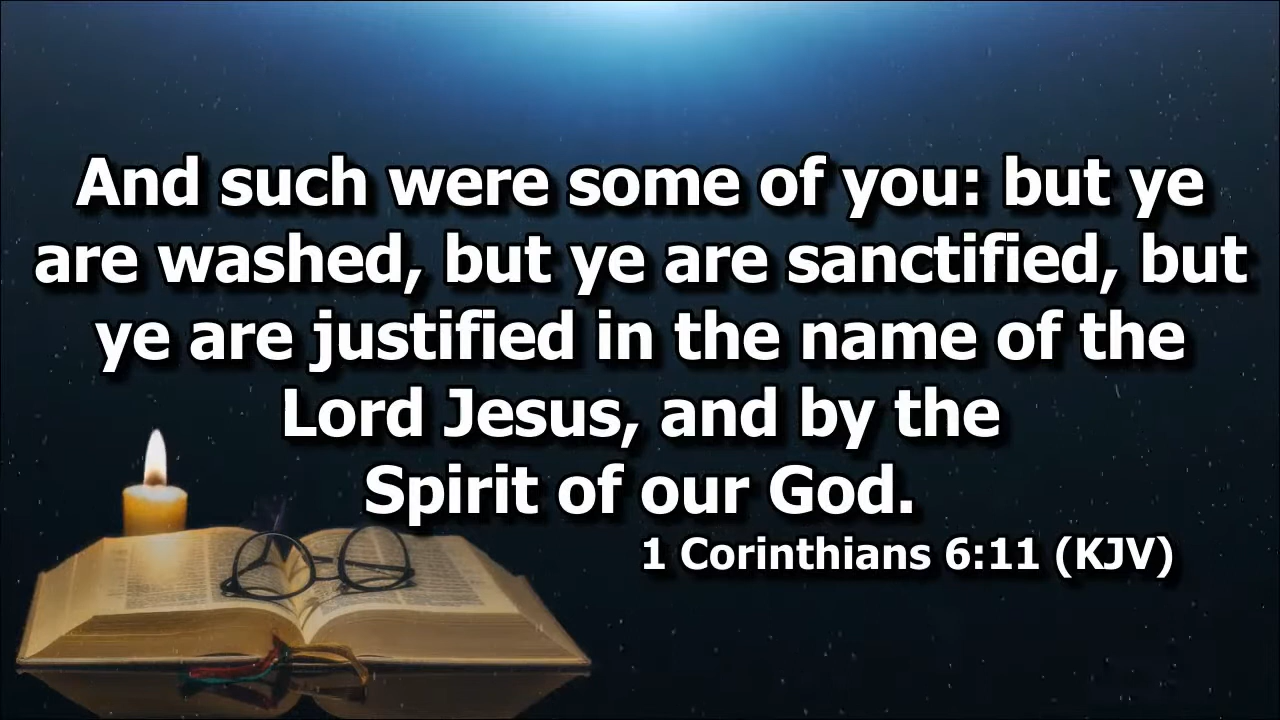 And such were some of you: but ye
are washed, but ye are sanctified, but
ye are justified in the name of the
Lord Jesus, and by the
Spirit of our God.
1 Corinthians 6:11 (KJV)